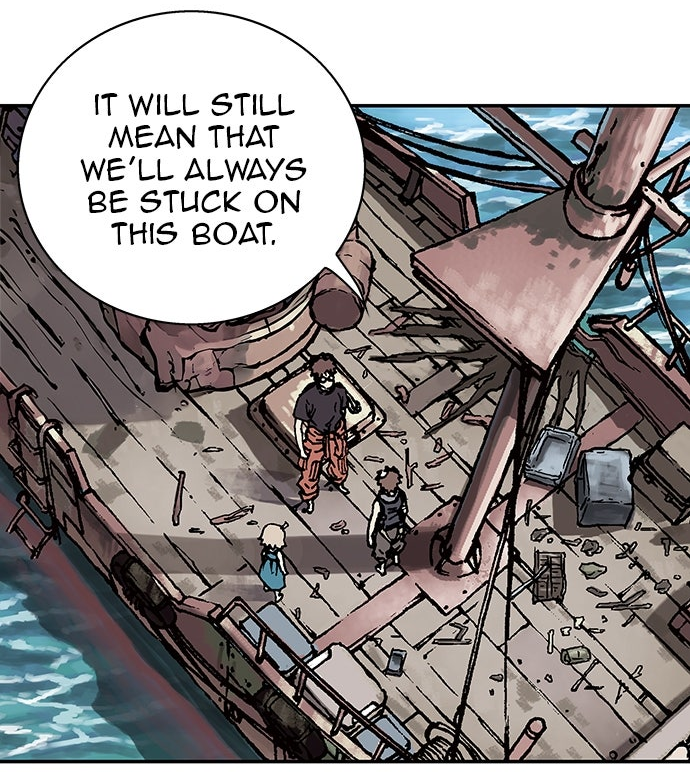 IT WILL STILL
MEAN THAT
WE'LL ALWAYS
BE STUCK ON
THIS BOAT.